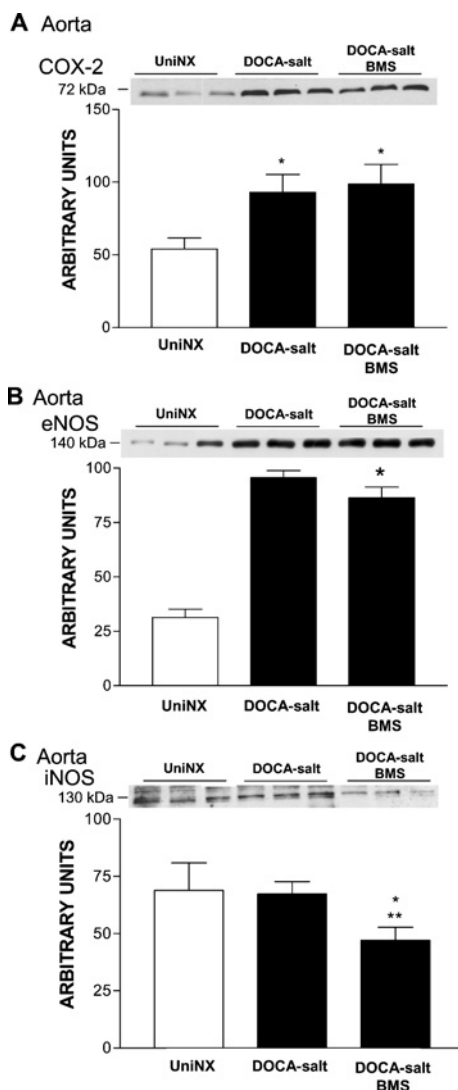 A Aorta
COX-2
UniNX DOCA-salt DOCA-salt
BMS
72 kDa
150
100
50
0
ARBITRARY UNITS
* *
UniNX DOCA-salt DOCA-salt
BMS
B Aorta
eNOS
UniNX DOCA-salt DOCA-salt
BMS
140 kDa
100
75
50
25
0
ARBITRARY UNITS
*
UniNX DOCA-salt DOCA-salt
BMS
C Aorta
iNOS
UniNX DOCA-salt DOCA-salt
BMS
130 kDa
100
75
50
25
0
ARBITRARY UNITS
*
**
UniNX DOCA-salt DOCA-salt
BMS